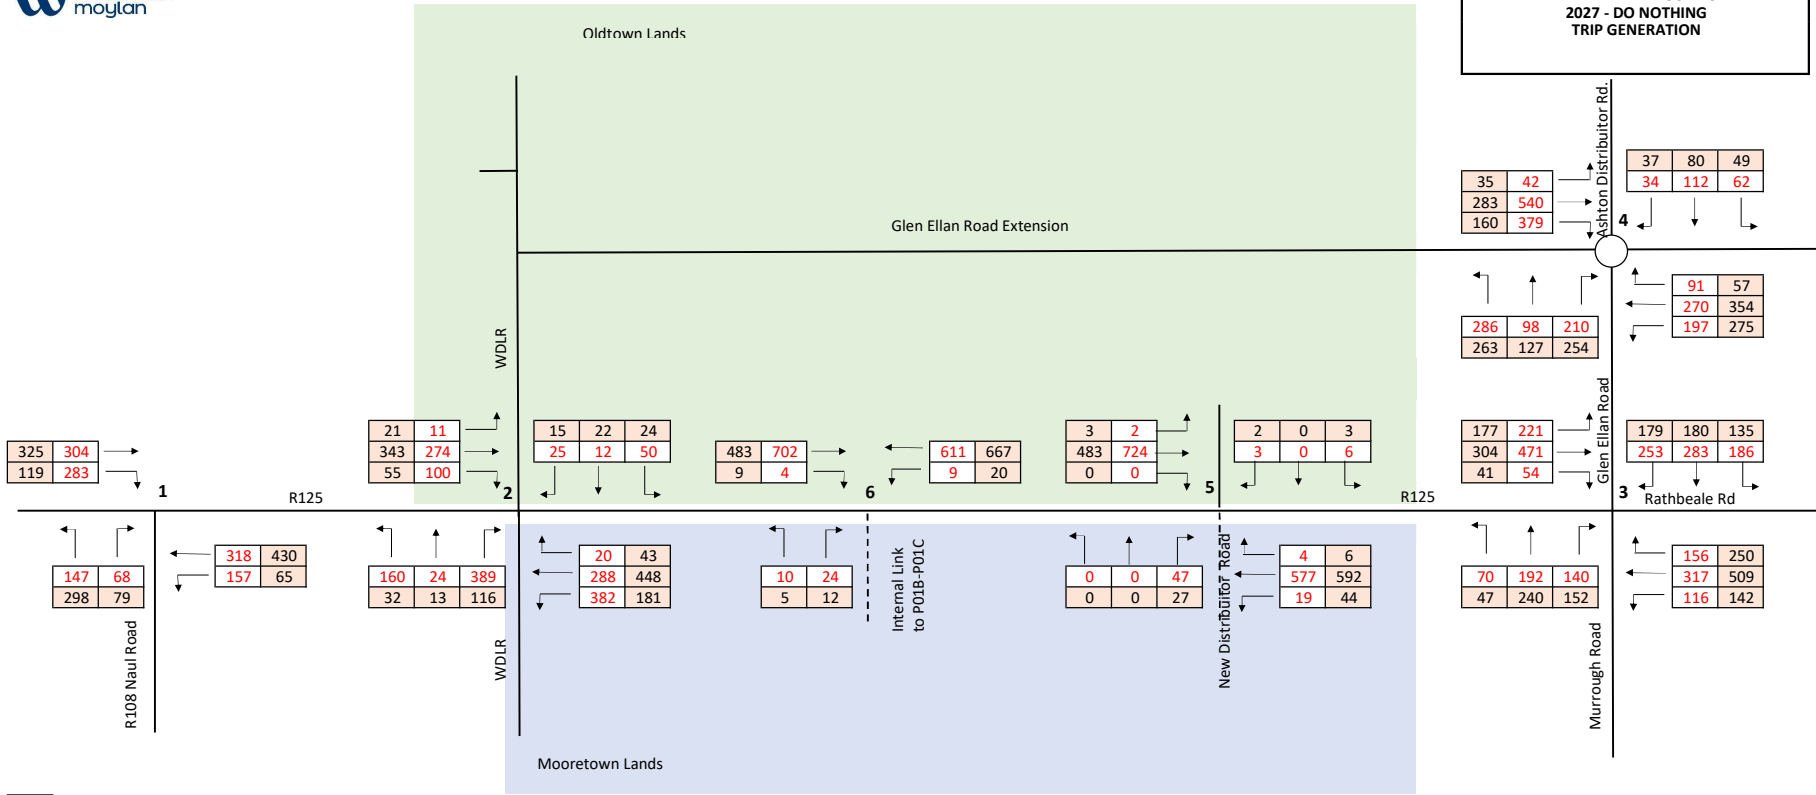 moylan
2027 - DO NOTHING
TRIP GENERATION
Oldtown Lands
Ashton Distribuitor Rd.
37 80 49
34 112 62
35 42
283 540
160 379
4
Glen Ellan Road Extension
91 57
270 354
197 275
286 98 210
263 127 254
WDLR
Glen Ellan Road
325 304
119 283
1
R125
21 11
343 274
55 100
2
15 22 24
25 12 50
483 702
9 4
6
611 667
9 20
3 2
483 724
0 0
5
2 0 3
3 0 6
R125
177 221
304 471
41 54
179 180 135
253 283 186
3
Rathbeale Rd
147 68
298 79
318 430
157 65
160 24 389
32 13 116
20 43
288 448
382 181
10 24
5 12
Internal Link
to P01B-P01C
0 0 47
0 0 27
New Distribuitor Road
4 6
577 592
19 44
70 192 140
47 240 152
156 250
317 509
116 142
R108 Naul Road
WDLR
Murrough Road
Mooretown Lands